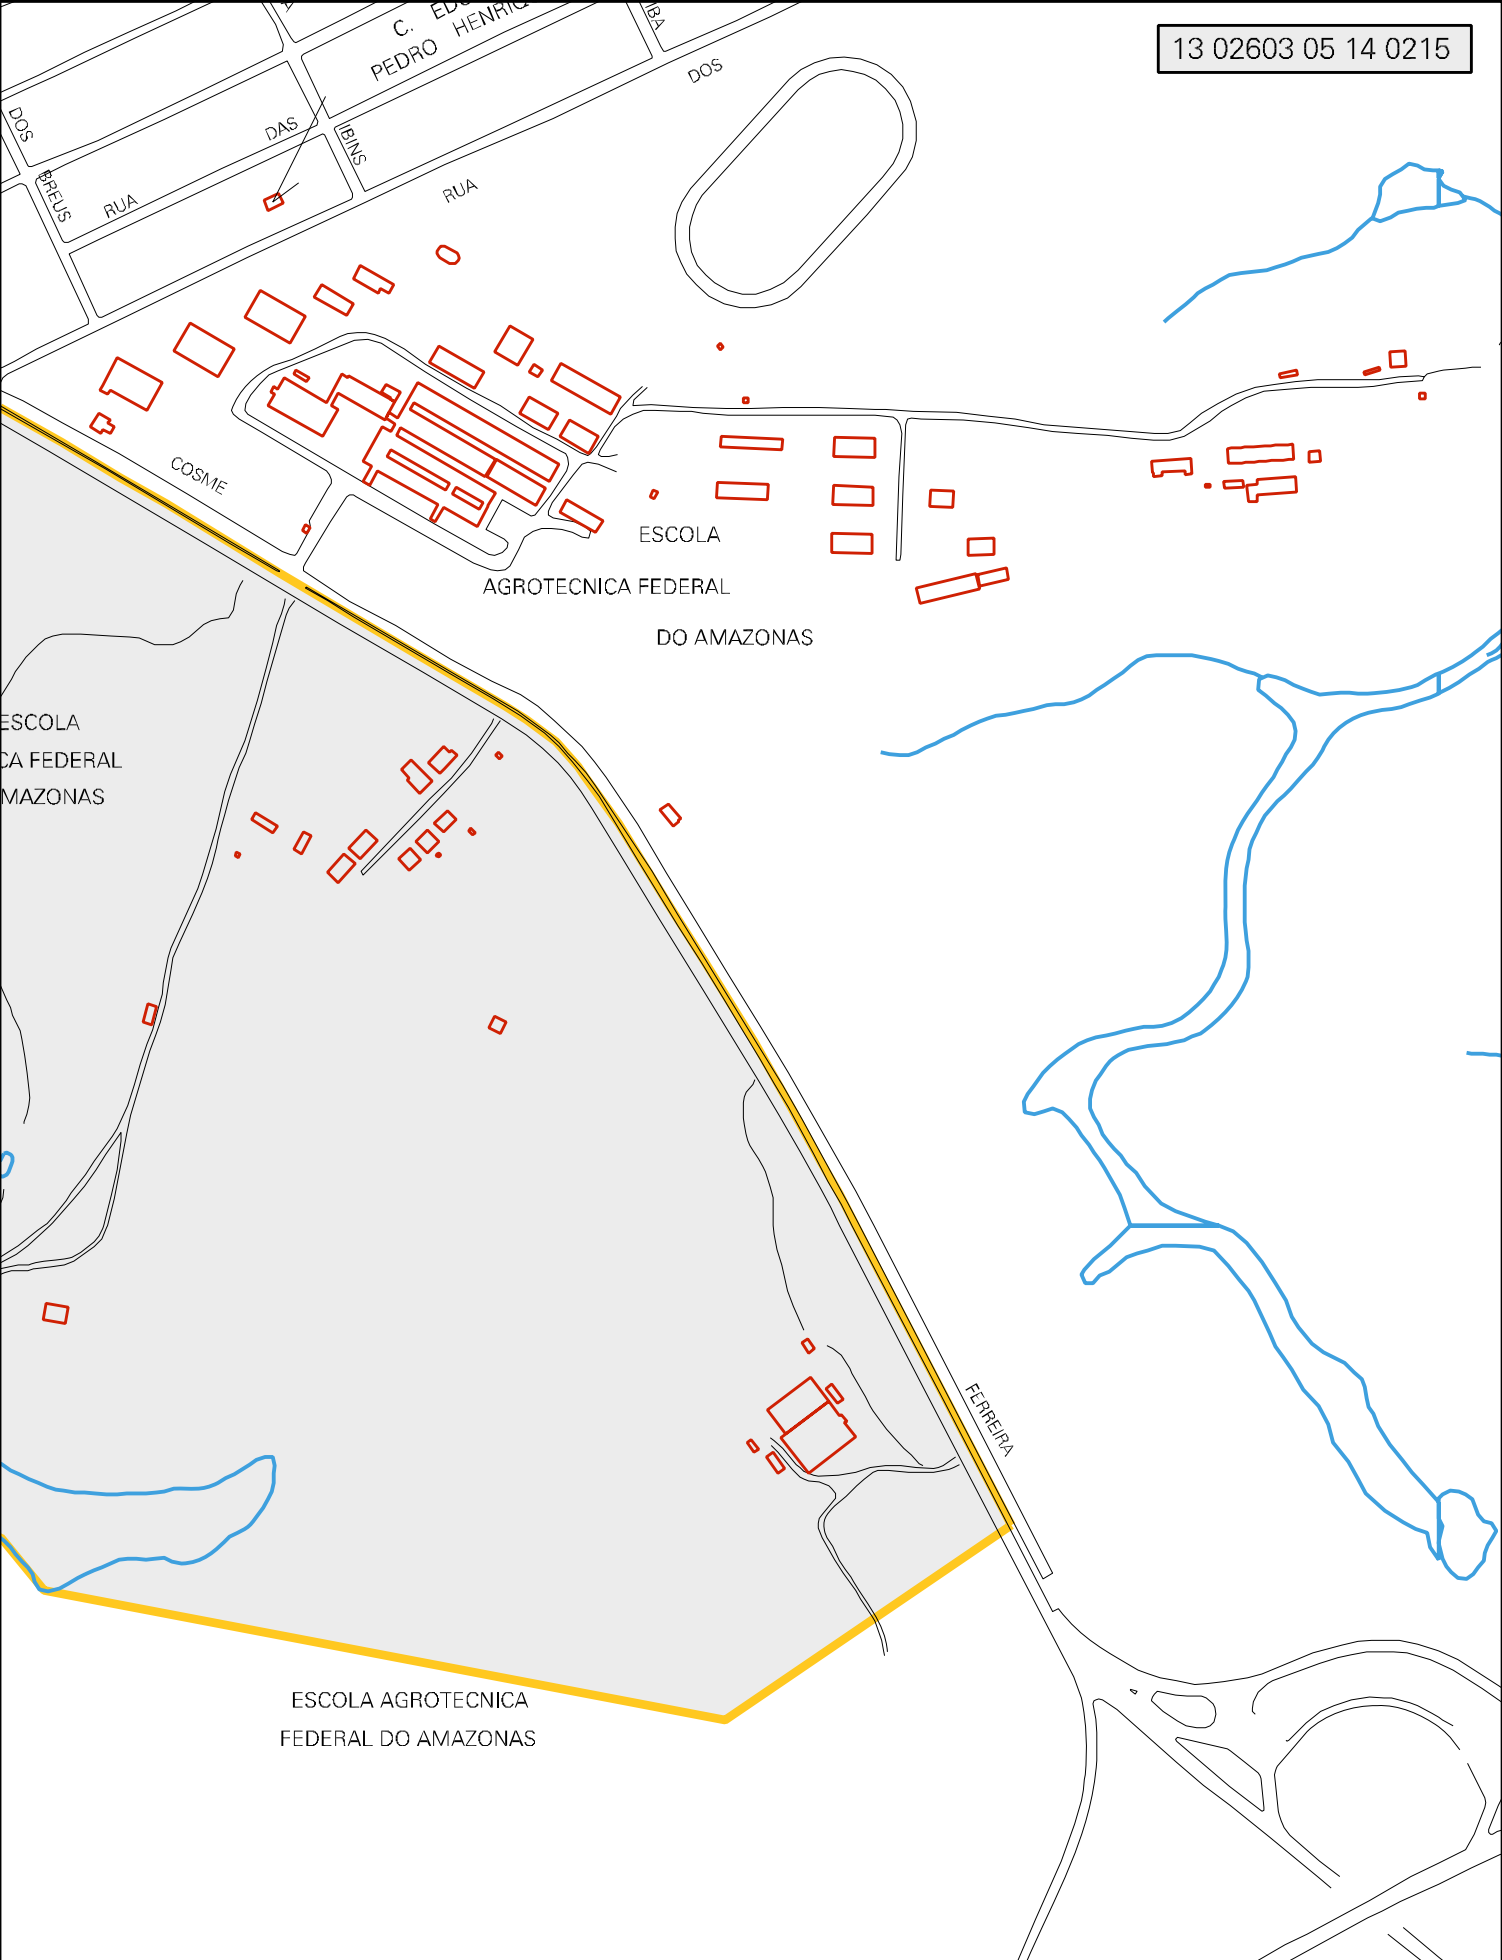 13 02603 05 14 0215
C.
PEDRO
DOS
DOS
DAS
IBINS
BREUS
RUA
RUA
COSME
ESCOLA
AGROTECNICA FEDERAL
DO AMAZONAS
ESCOLA
CA FEDERAL
MAZONAS
FERREIRA
ESCOLA AGROTECNICA
FEDERAL DO AMAZONAS